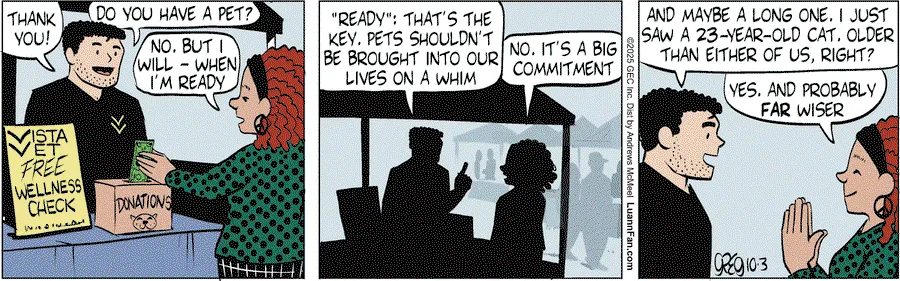 THANK
YOU!
DO YOU HAVE A PET?
NO. BUT I
WILL – WHEN
I'M READY
VISTA
VET
FREE
WELLNESS
CHECK
DONATIONS
"READY": THAT'S THE
KEY. PETS SHOULDN'T
BE BROUGHT INTO OUR
LIVES ON A WHIM
NO. IT'S A BIG
COMMITMENT
©2025 GEC Inc. Dist by Andrews McMeel LuannFan.com
AND MAYBE A LONG ONE. I JUST
SAW A 23-YEAR-OLD CAT. OLDER
THAN EITHER OF US, RIGHT?
YES. AND PROBABLY
FAR WISER
GREG 10·3